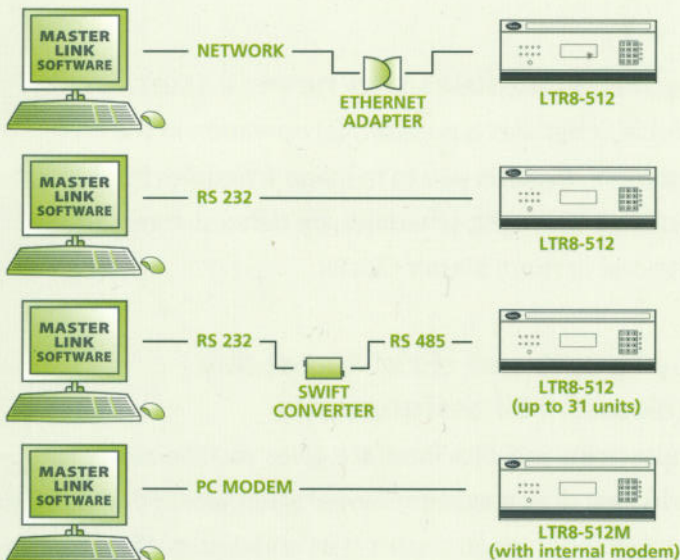 MASTER
LINK
SOFTWARE
NETWORK
ETHERNET
ADAPTER
LTR8-512
MASTER
LINK
SOFTWARE
RS 232
LTR8-512
MASTER
LINK
SOFTWARE
RS 232
SWIFT
CONVERTER
RS 485
LTR8-512
(up to 31 units)
MASTER
LINK
SOFTWARE
PC MODEM
LTR8-512M
(with internal modem)